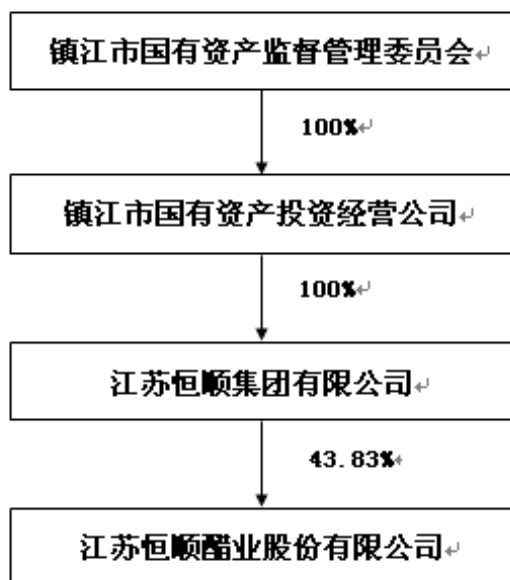 镇江市国有资产监督管理委员会
100%
镇江市国有资产投资经营公司
100%
江苏恒顺集团有限公司
43.83%
江苏恒顺醋业股份有限公司